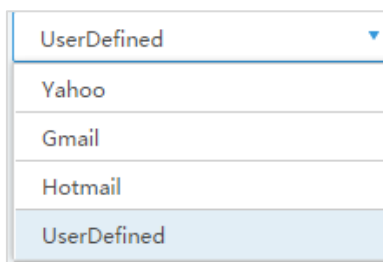 UserDefined
Yahoo
Gmail
Hotmail
UserDefined